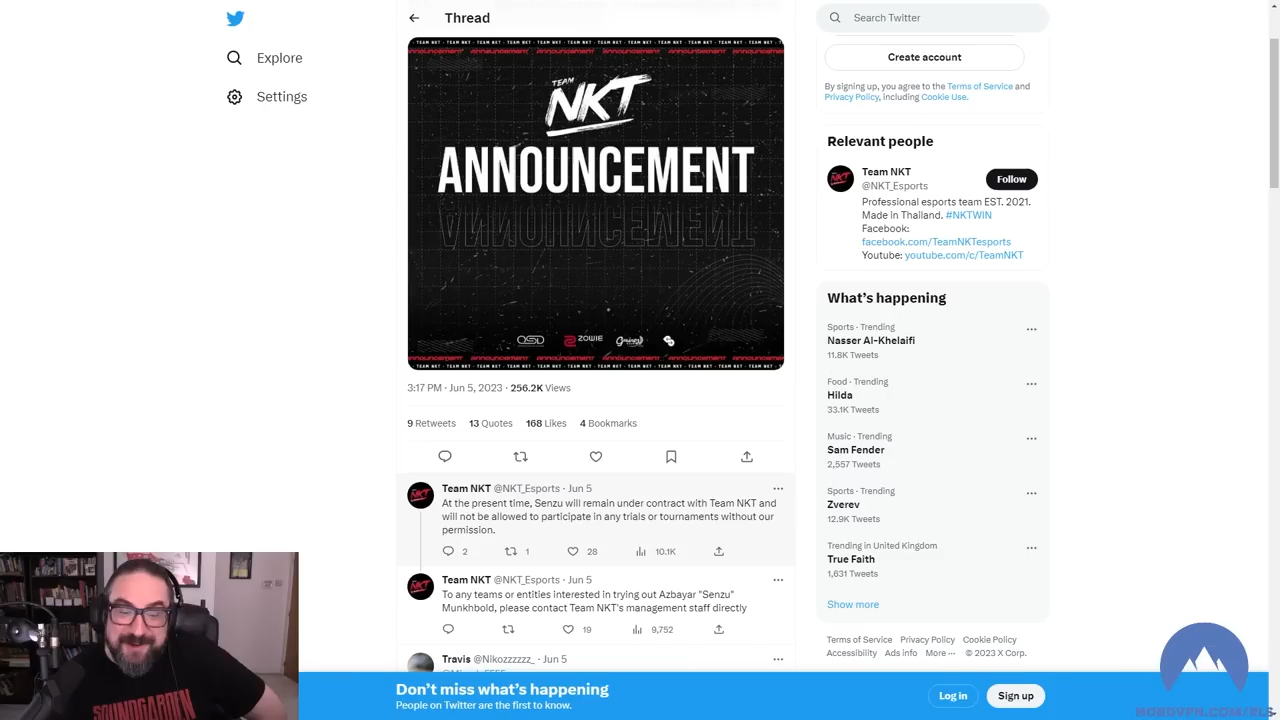 Thread
Search Twitter
Explore
Settings
TEAM NKT
ANNOUNCEMENT
ANNOUNCEMENT
QSD
ZOWIE
3:17 PM · Jun 5, 2023 · 256.2K Views
9 Retweets 13 Quotes 168 Likes 4 Bookmarks
Team NKT @NKT_Esports · Jun 5
At the present time, Senzu will remain under contract with Team NKT and
will not be allowed to participate in any trials or tournaments without our
permission.
2 1 28 10.1K
Team NKT @NKT_Esports · Jun 5
To any teams or entities interested in trying out Azbayar "Senzu"
Munkhbold, please contact Team NKT's management staff directly
19 9,752
Travis @Nikozzzzzz_ · Jun 5
Create account
By signing up, you agree to the Terms of Service and
Privacy Policy, including Cookie Use.
Relevant people
Team NKT
@NKT_Esports
Follow
Professional esports team EST. 2021.
Made in Thailand. #NKTWIN
Facebook:
facebook.com/TeamNKTesports
Youtube: youtube.com/c/TeamNKT
What's happening
Sports · Trending
Nasser Al-Khelaifi
11.8K Tweets
Food · Trending
Hilda
33.1K Tweets
Music · Trending
Sam Fender
2,557 Tweets
Sports · Trending
Zverev
12.9K Tweets
Trending in United Kingdom
True Faith
1,631 Tweets
Show more
Terms of Service Privacy Policy Cookie Policy
Accessibility Ads info More ··· © 2023 X Corp.
SOUNDGARDEN
Don't miss what's happening
People on Twitter are the first to know.
Log in
Sign up
NORDVPN.COM/RLS